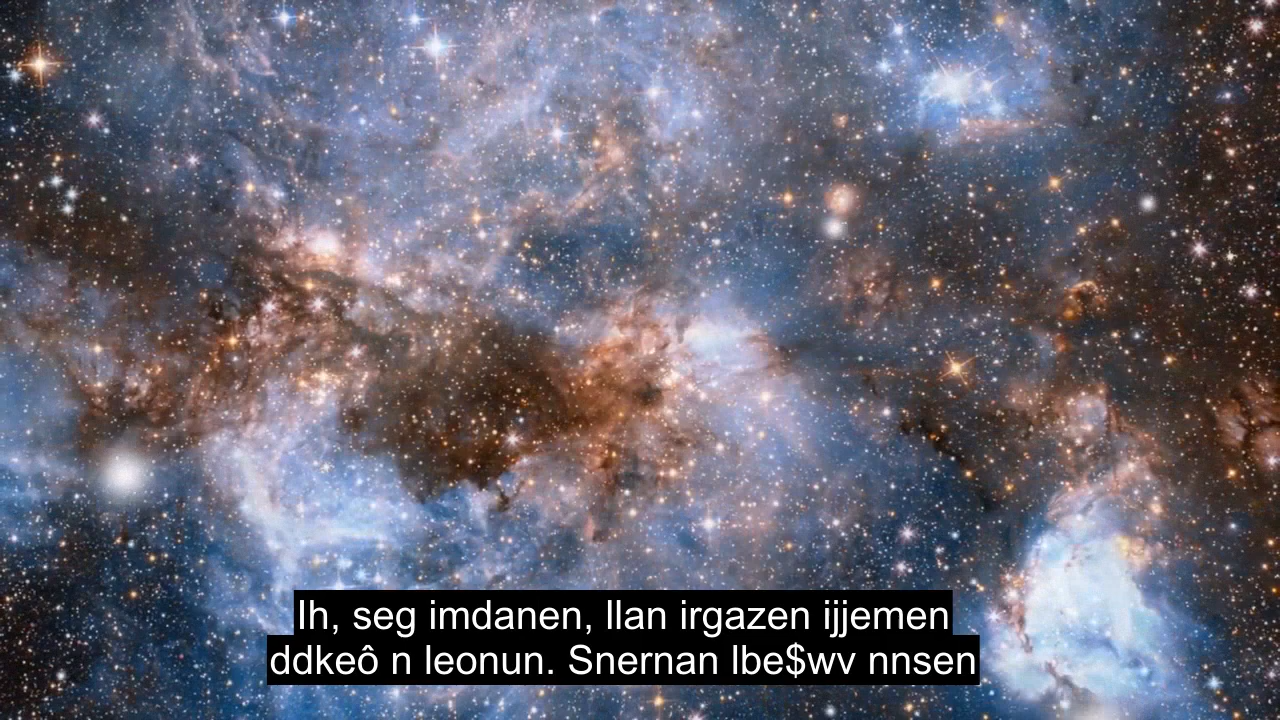 Ih, seg imdanen, llan irgazen ijjemen
ddkeô n leonun. Snernan lbe$wv nnsen